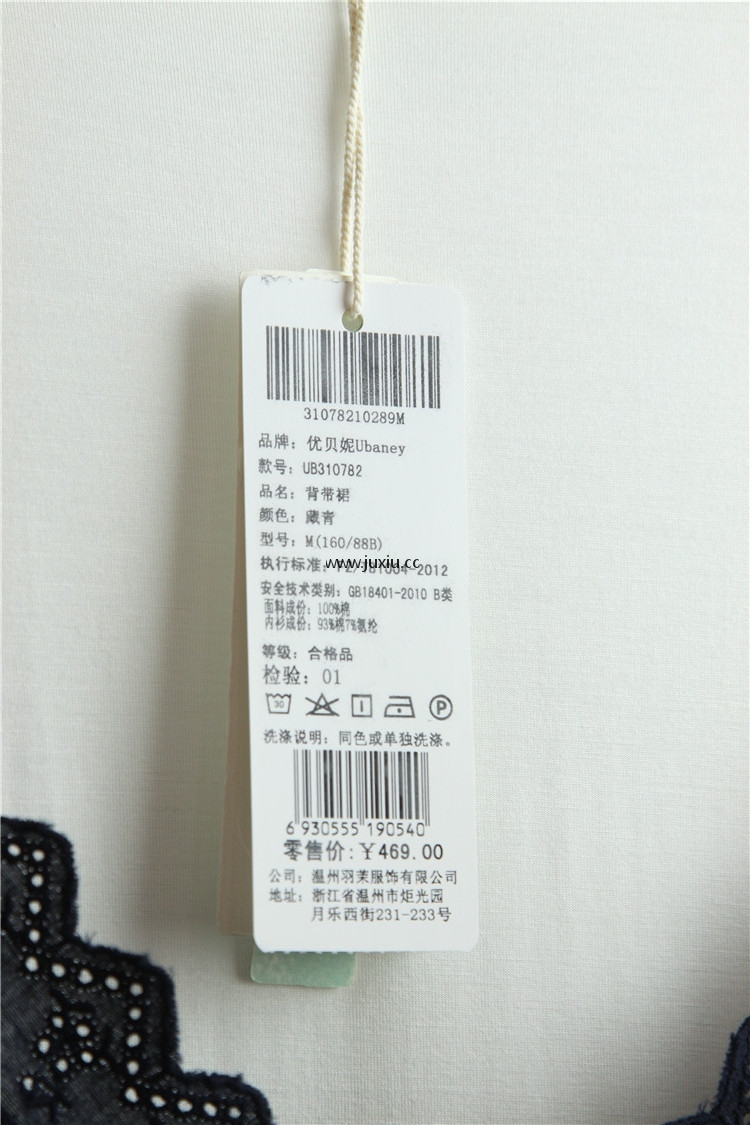 31078210289M
品牌：优贝妮Ubaney
款号：UB310782
品名：背带裙
颜色：藏青
型号：M(160/88B)
执行标准： -2012
www.juxiu.cc
安全技术类别：GB18401-2010 B类
面料成份：100%棉
内衫成份：93%棉7%氨纶
等级：合格品
检验：01
30
P
洗涤说明：同色或单独洗涤。
6 930555 190540
零售价：￥469.00
公司：温州羽茉服饰有限公司
地址：浙江省温州市炬光园
月乐西街231-233号